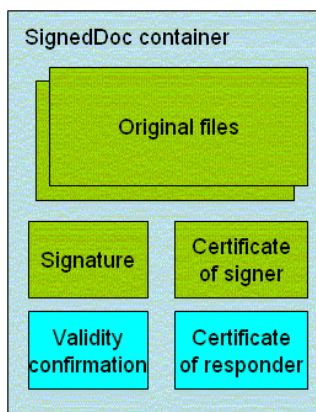 SignedDoc container
Original files
Signature
Certificate
of signer
Validity
confirmation
Certificate
of responder